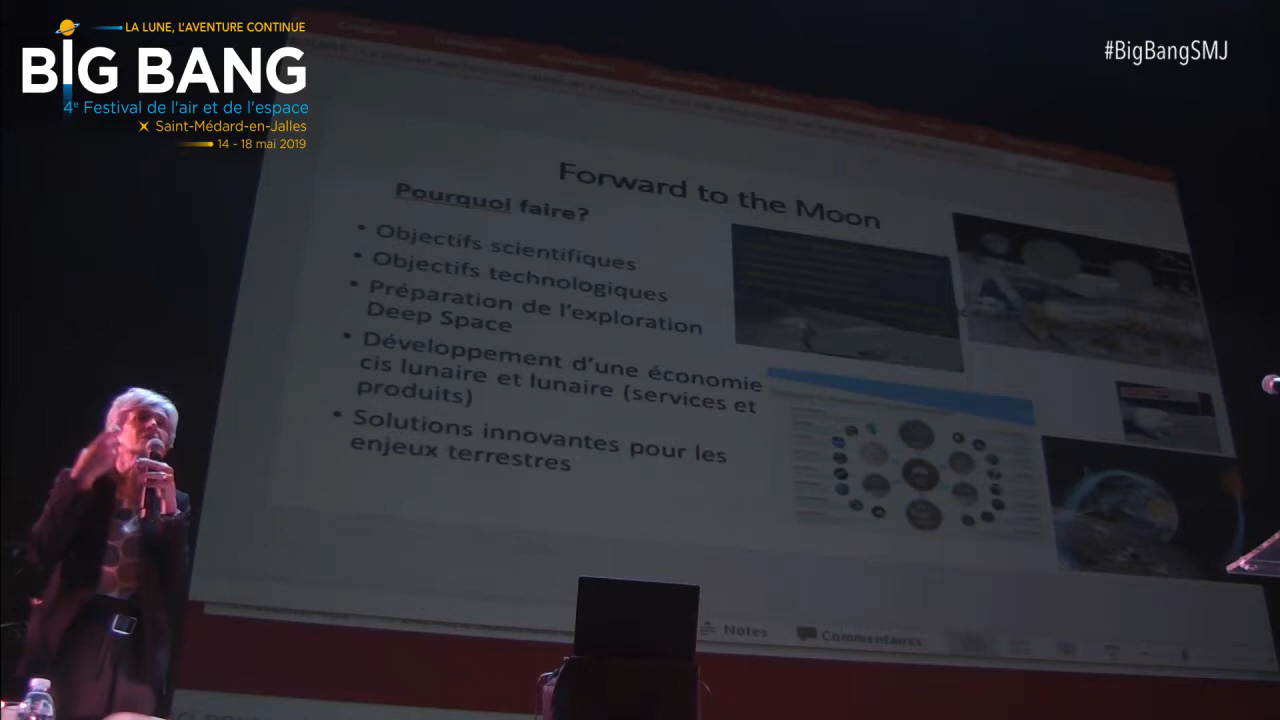 LA LUNE, L'AVENTURE CONTINUE
BIG BANG
4e Festival de l'air et de l'espace
Saint-Médard-en-Jalles
14 - 18 mai 2019
#BigBangSMJ
Forward to the Moon
Pourquoi faire?
• Objectifs scientifiques
• Objectifs technologiques
• Préparation de l'exploration
Deep Space
• Développement d'une économie
cis lunaire et lunaire (services et
produits)
• Solutions innovantes pour les
enjeux terrestres
Notes
Commentaires